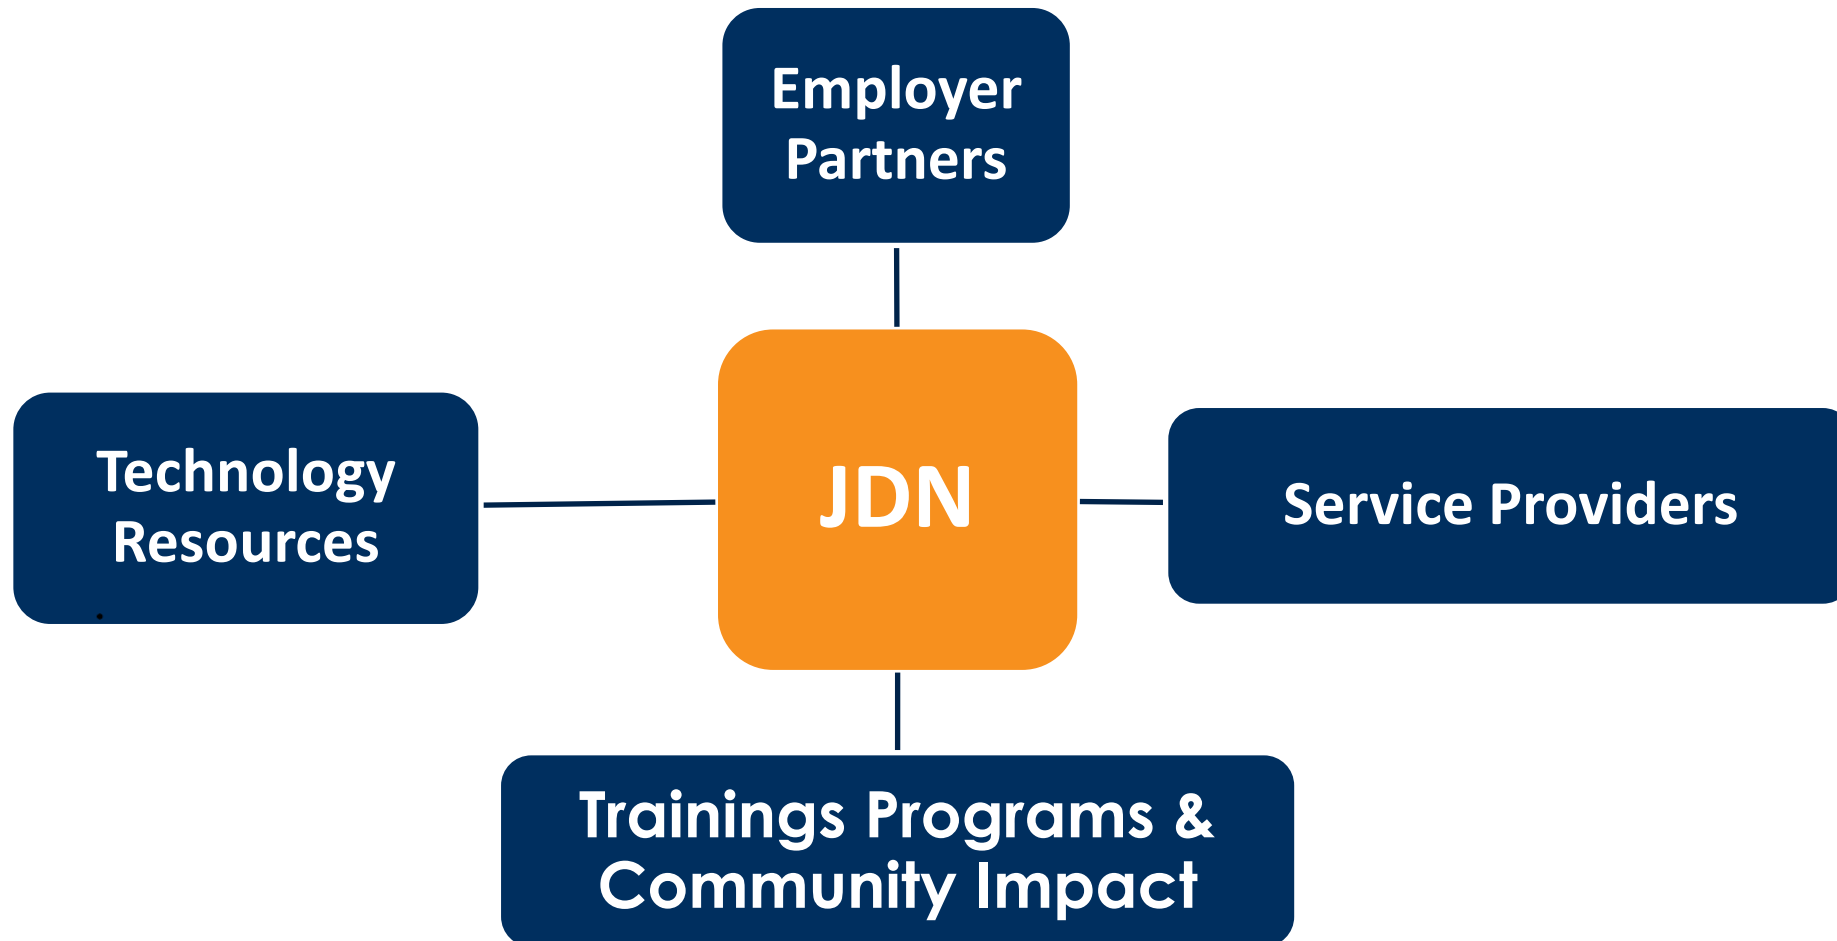 Employer
Partners
Technology
Resources
.
JDN
Service Providers
Trainings Programs &
Community Impact